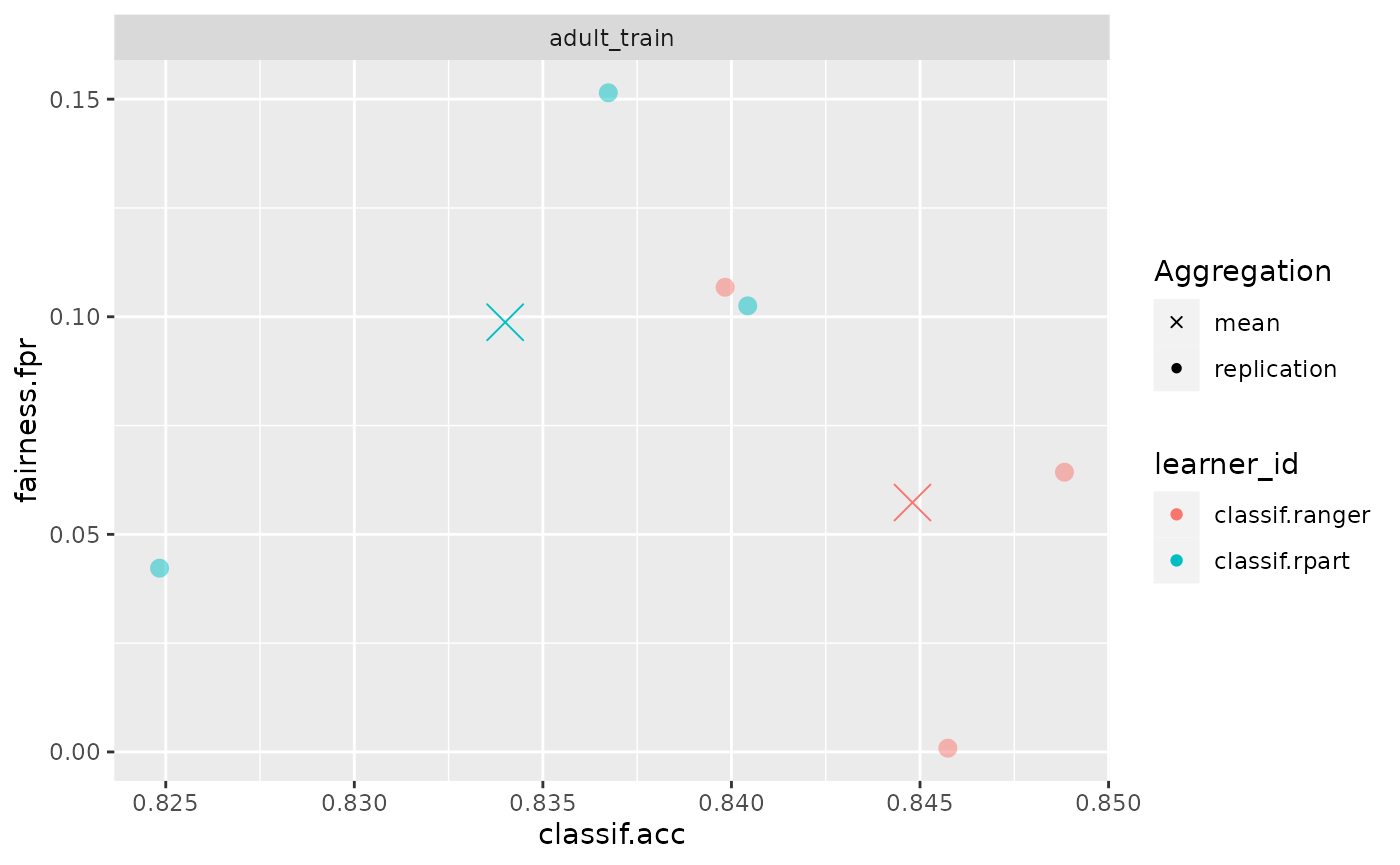 adult_train
0.15
0.10
0.05
0.00
fairness.fpr
0.825 0.830 0.835 0.840 0.845 0.850
classif.acc
Aggregation
mean
replication
learner_id
classif.ranger
classif.rpart